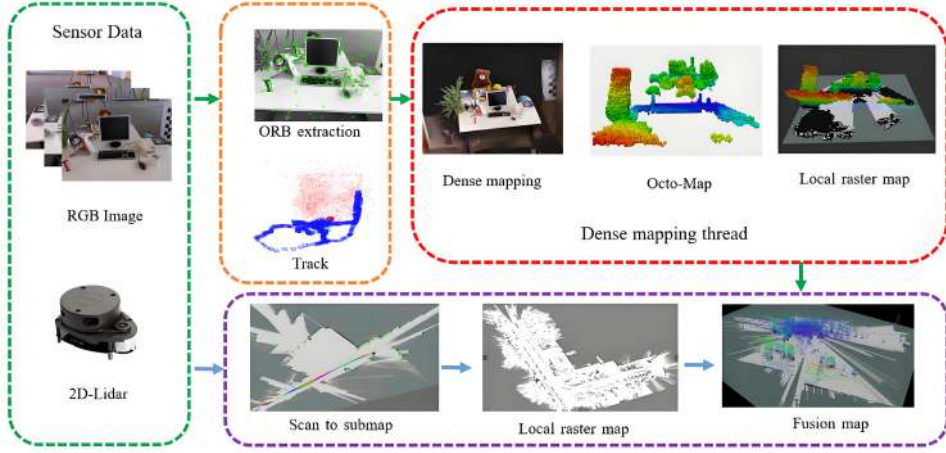 Sensor Data
RGB Image
2D-Lidar
ORB extraction
Track
Dense mapping
Octo-Map
Local raster map
Dense mapping thread
Scan to submap
Local raster map
Fusion map